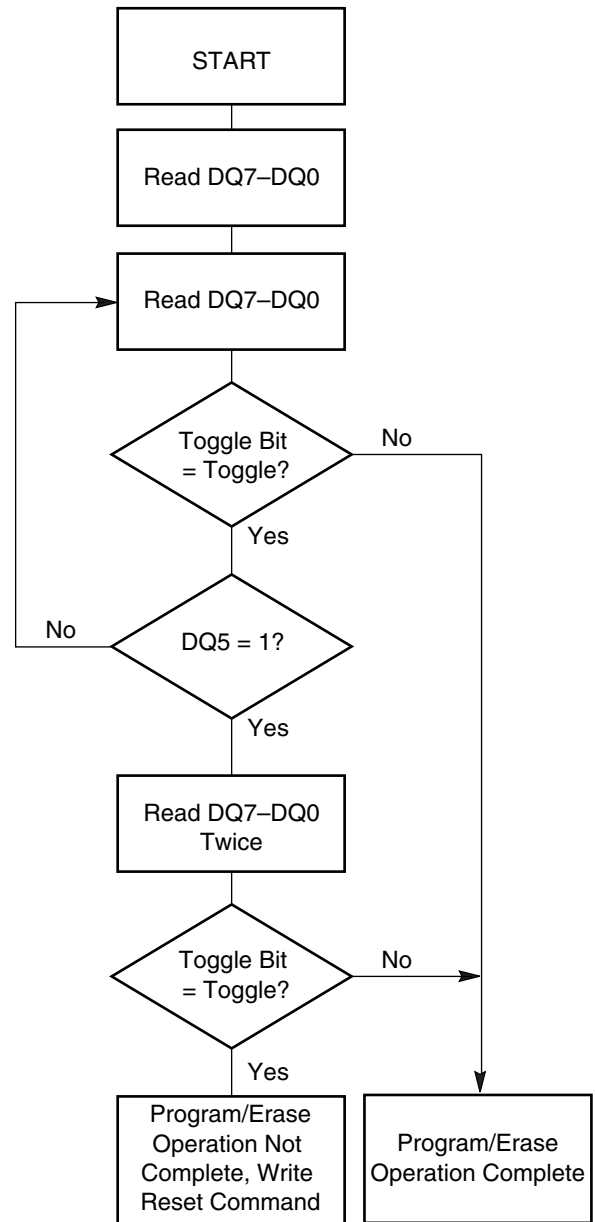 START
Read DQ7–DQ0
Read DQ7–DQ0
Toggle Bit
= Toggle?
No
Yes
No
DQ5 = 1?
Yes
Read DQ7–DQ0
Twice
Toggle Bit
= Toggle?
No
Yes
Program/Erase
Operation Not
Complete, Write
Reset Command
Program/Erase
Operation Complete